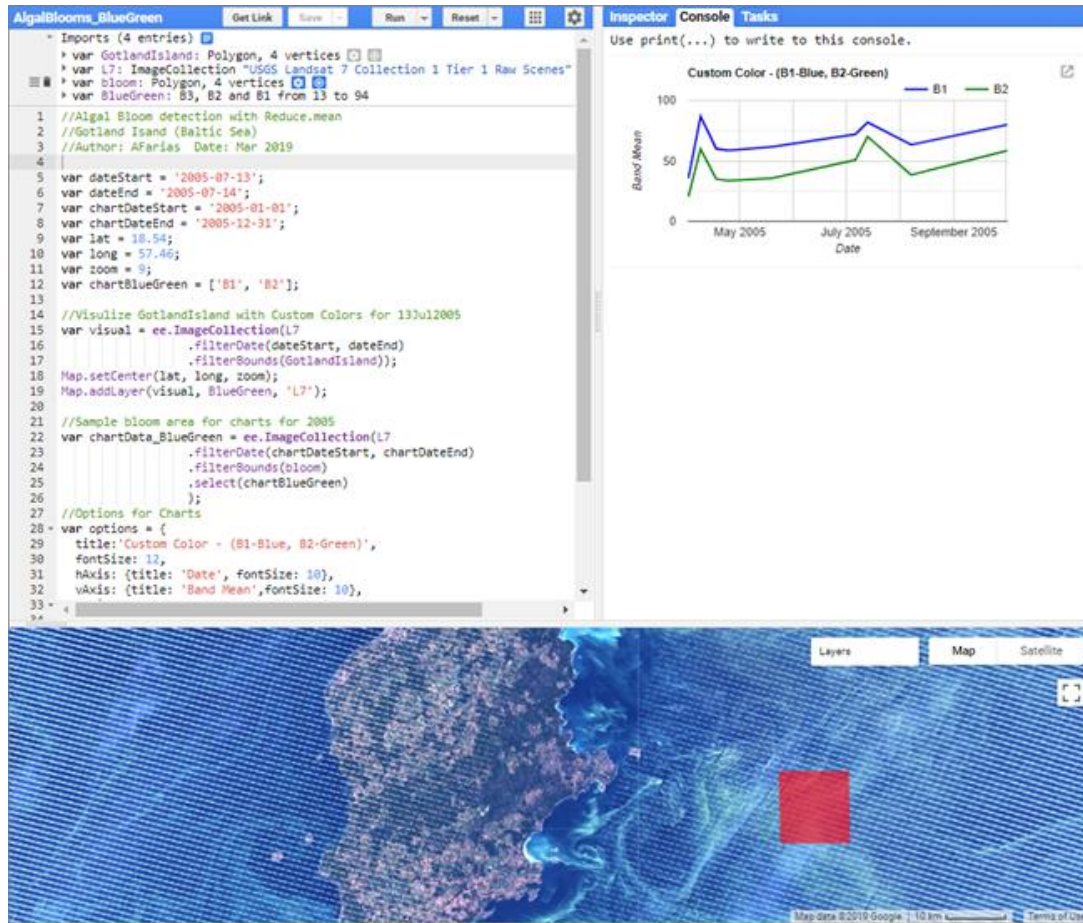 AlgalBlooms_BlueGreen Get Link Save Run Reset
Imports (4 entries)
var GotlandIsland: Polygon, 4 vertices
var L7: ImageCollection "USGS Landsat 7 Collection 1 Tier 1 Raw Scenes"
var bloom: Polygon, 4 vertices
var BlueGreen: B3, B2 and B1 from 13 to 94
1 //Algal Bloom detection with Reduce.mean
2 //Gotland Isand (Baltic Sea)
3 //Author: AFarias Date: Mar 2019
4
5 var dateStart = '2005-07-13';
6 var dateEnd = '2005-07-14';
7 var chartDateStart = '2005-01-01';
8 var chartDateEnd = '2005-12-31';
9 var lat = 18.54;
10 var long = 57.46;
11 var zoom = 9;
12 var chartBlueGreen = ['B1', 'B2'];
13
14 //Visulize GotlandIsland with Custom Colors for 13Jul2005
15 var visual = ee.ImageCollection(L7
16 .filterDate(dateStart, dateEnd)
17 .filterBounds(GotlandIsland));
18 Map.setCenter(lat, long, zoom);
19 Map.addLayer(visual, BlueGreen, 'L7');
20
21 //Sample bloom area for charts for 2005
22 var chartData_BlueGreen = ee.ImageCollection(L7
23 .filterDate(chartDateStart, chartDateEnd)
24 .filterBounds(bloom)
25 .select(chartBlueGreen)
26 );
27 //Options for Charts
28 var options = {
29 title:'Custom Color - (B1-Blue, B2-Green)',
30 fontSize: 12,
31 hAxis: {title: 'Date', fontSize: 10},
32 vAxis: {title: 'Band Mean',fontSize: 10},
33
34
Inspector Console Tasks
Use print(...) to write to this console.
Custom Color - (B1-Blue, B2-Green)
B1 B2
100
50
0
Band Mean
May 2005 July 2005 September 2005
Date
Layers Map Satellite
Map data ©2019 Google 10 km Terms of Us